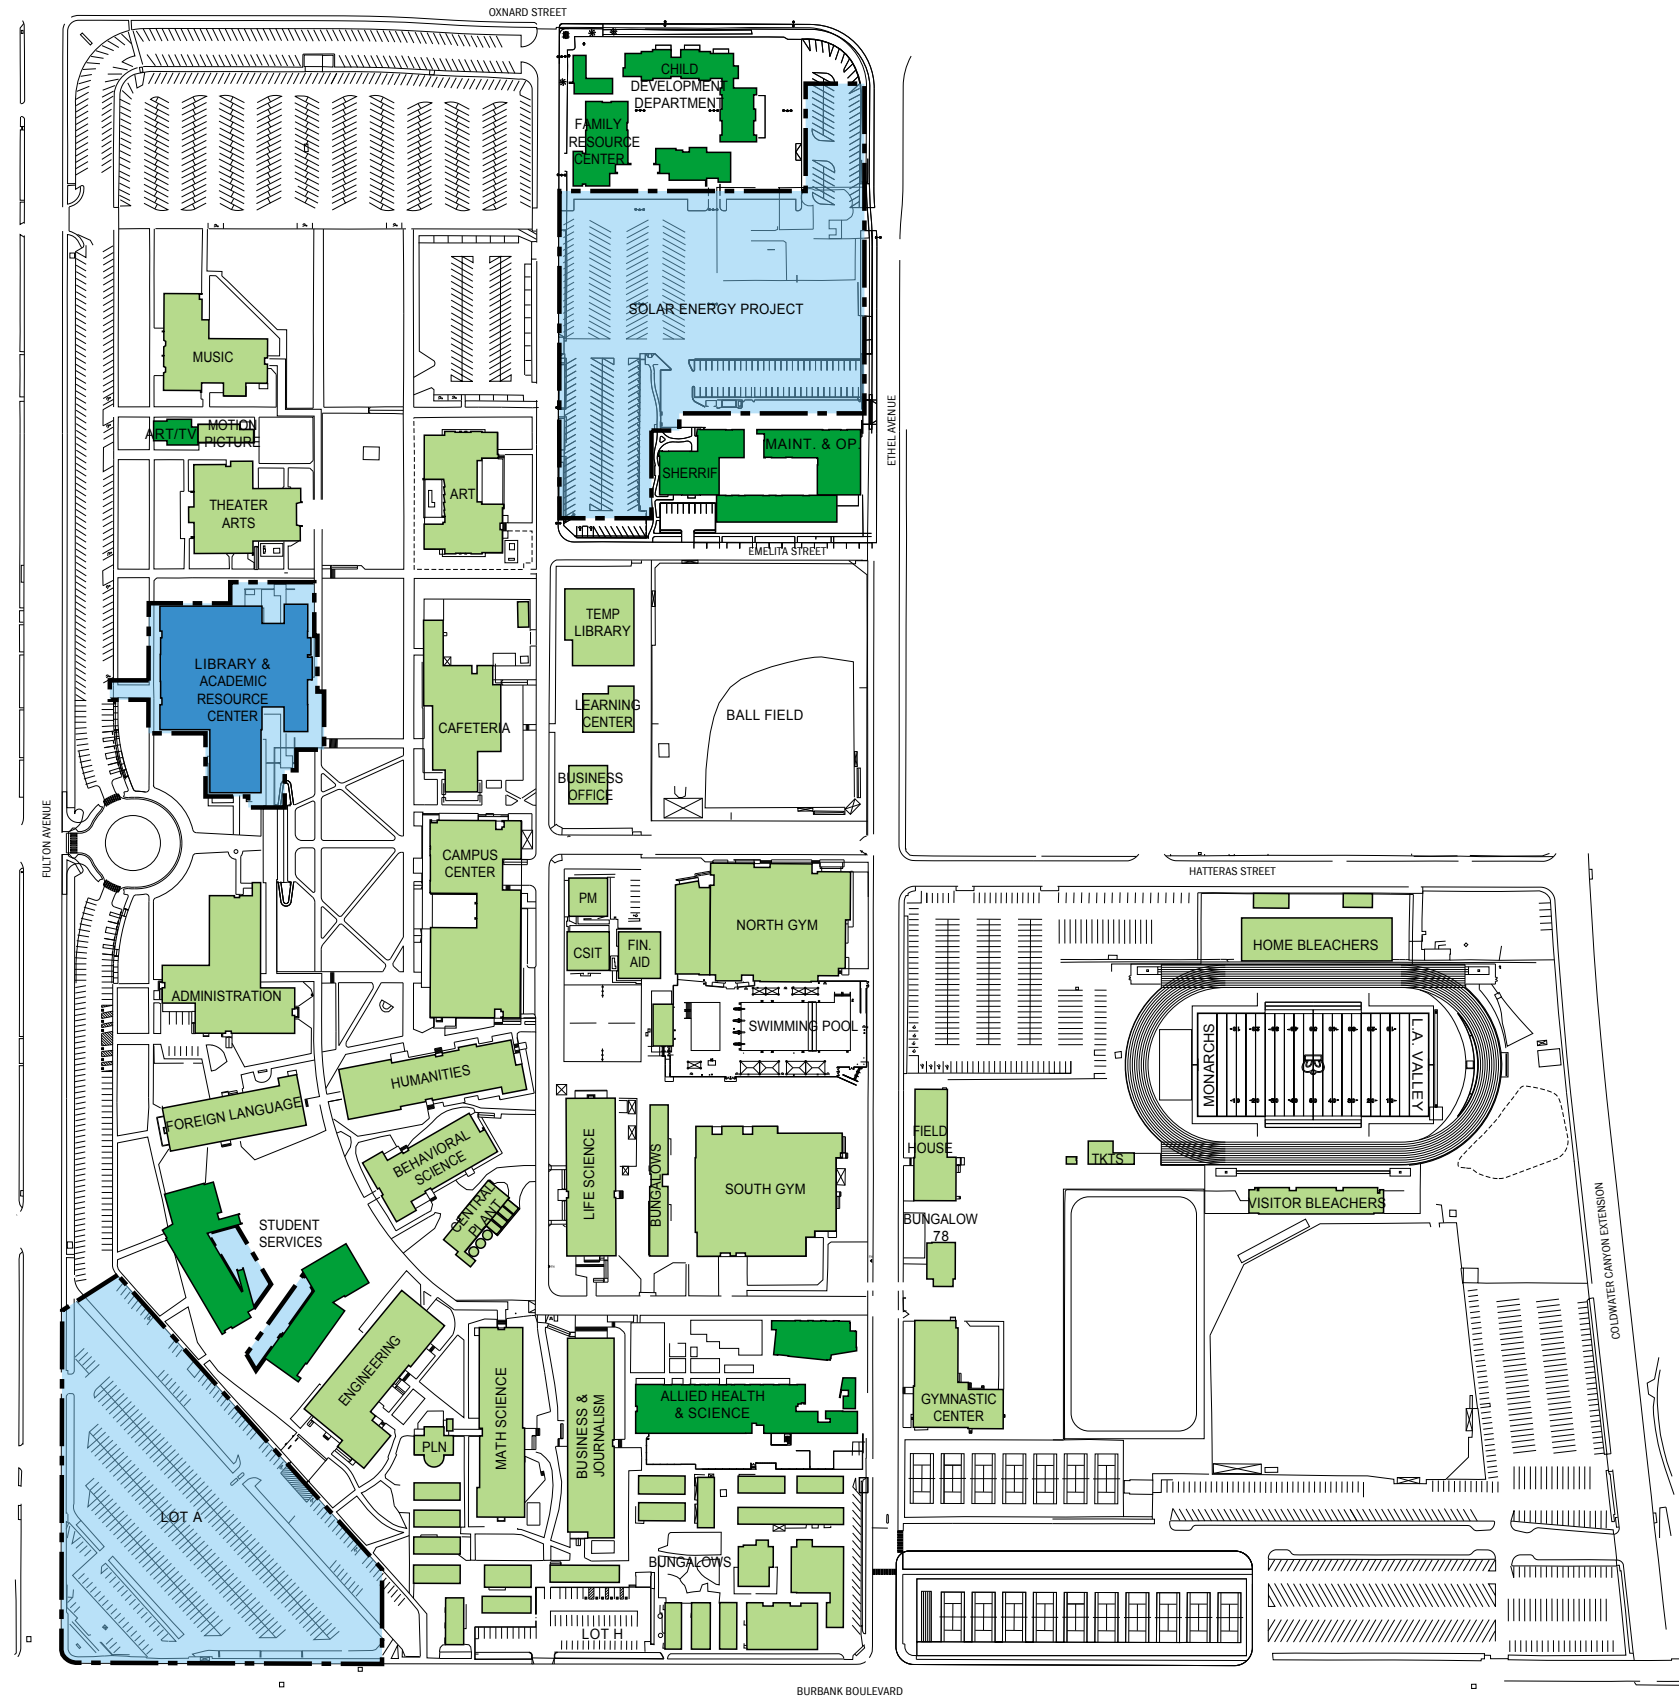 OXNARD STREET
CHILD
DEVELOPMENT
DEPARTMENT
FAMILY
RESOURCE
CENTER
SOLAR ENERGY PROJECT
MUSIC
ART/TV
MOTION
PICTURE
THEATER
ARTS
ART
SHERRIF
MAINT. & OP.
ETHEL AVENUE
EMELITA STREET
TEMP
LIBRARY
LIBRARY &
ACADEMIC
RESOURCE
CENTER
CAFETERIA
LEARNING
CENTER
BALL FIELD
BUSINESS
OFFICE
FULTON AVENUE
CAMPUS
CENTER
HATTERAS STREET
PM
CSIT
FIN.
AID
NORTH GYM
HOME BLEACHERS
ADMINISTRATION
SWIMMING POOL
MONARCHS
L.A. VALLEY
HUMANITIES
FOREIGN LANGUAGE
BEHAVIORAL
SCIENCE
CENTRAL
PLANT
LIFE SCIENCE
BUNGALOWS
SOUTH GYM
FIELD
HOUSE
TKTS
VISITOR BLEACHERS
BUNGALOW
78
STUDENT
SERVICES
COLDWATER CANYON EXTENSION
ENGINEERING
MATH SCIENCE
BUSINESS &
JOURNALISM
ALLIED HEALTH
& SCIENCE
GYMNASTIC
CENTER
PLN
LOT A
BUNGALOWS
LOT H
BURBANK BOULEVARD